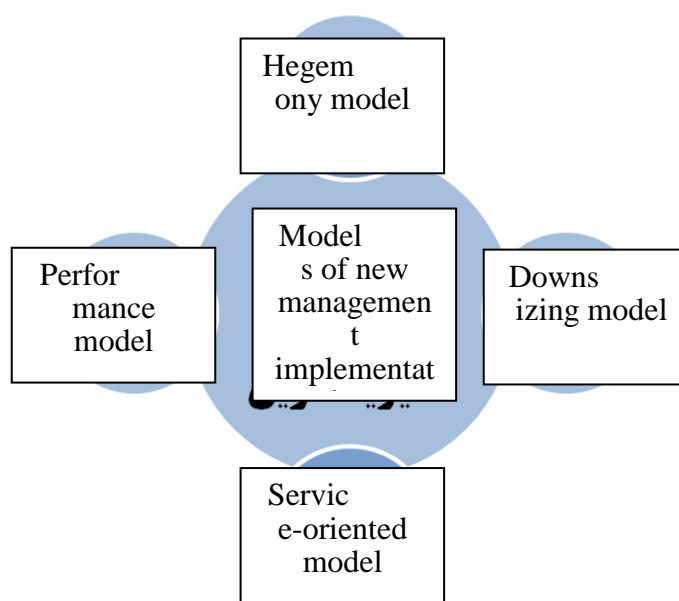 Hegem
ony model
Model
s of new
managemen
t
implementat
Perfor
mance
model
Downs
izing model
Servic
e-oriented
model